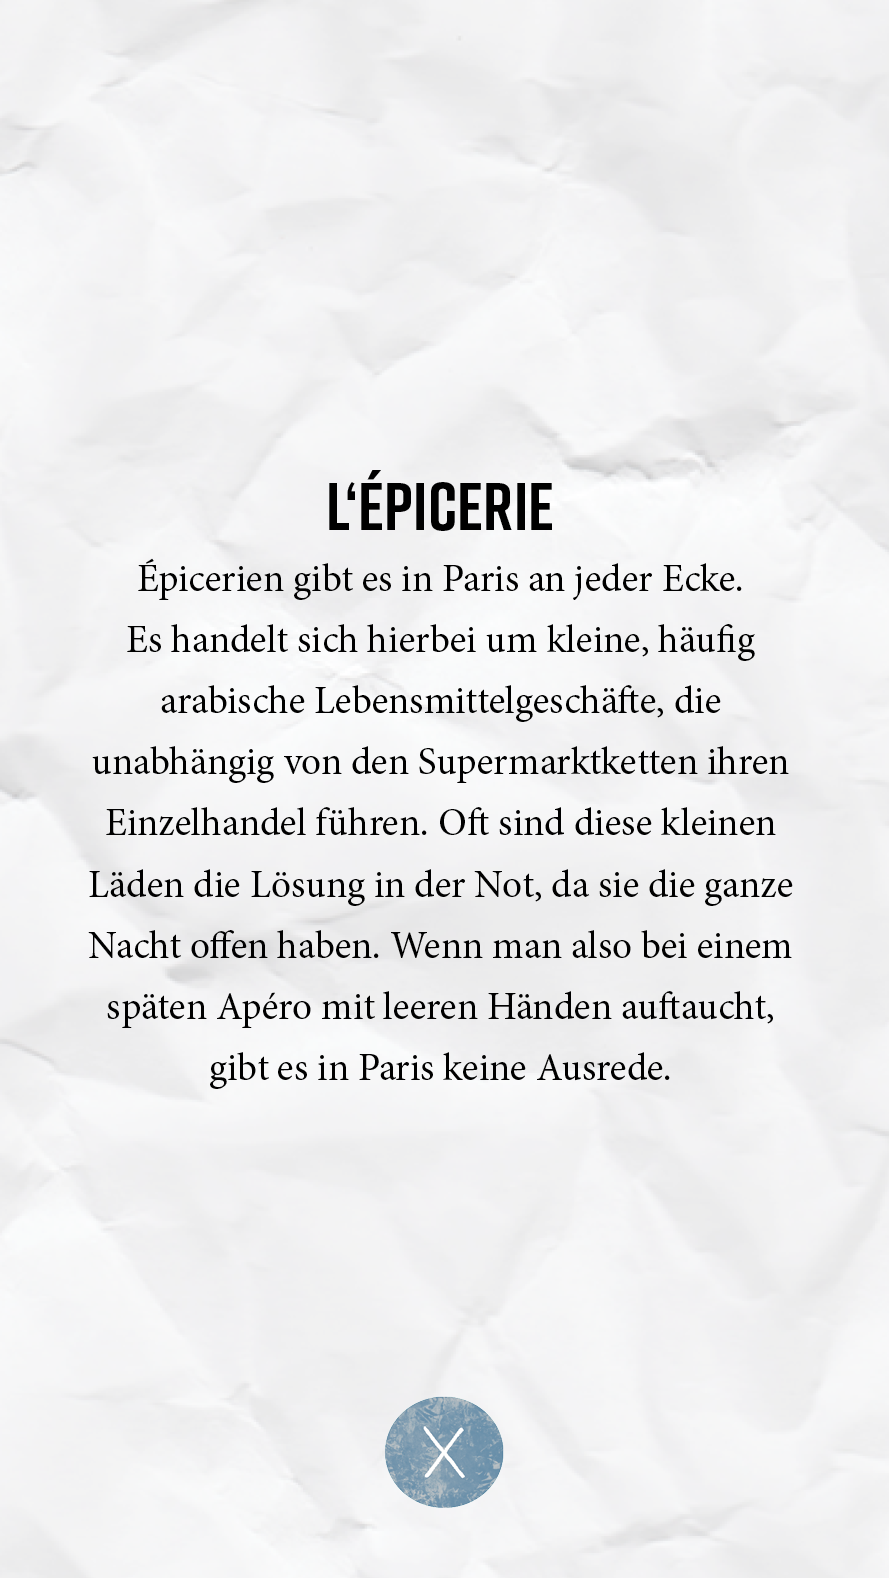 L‘ÉPICERIE
Épicerien gibt es in Paris an jeder Ecke.
Es handelt sich hierbei um kleine, häufig
arabische Lebensmittelgeschäfte, die
unabhängig von den Supermarktketten ihren
Einzelhandel führen. Oft sind diese kleinen
Läden die Lösung in der Not, da sie die ganze
Nacht offen haben. Wenn man also bei einem
späten Apéro mit leeren Händen auftaucht,
gibt es in Paris keine Ausrede.
X